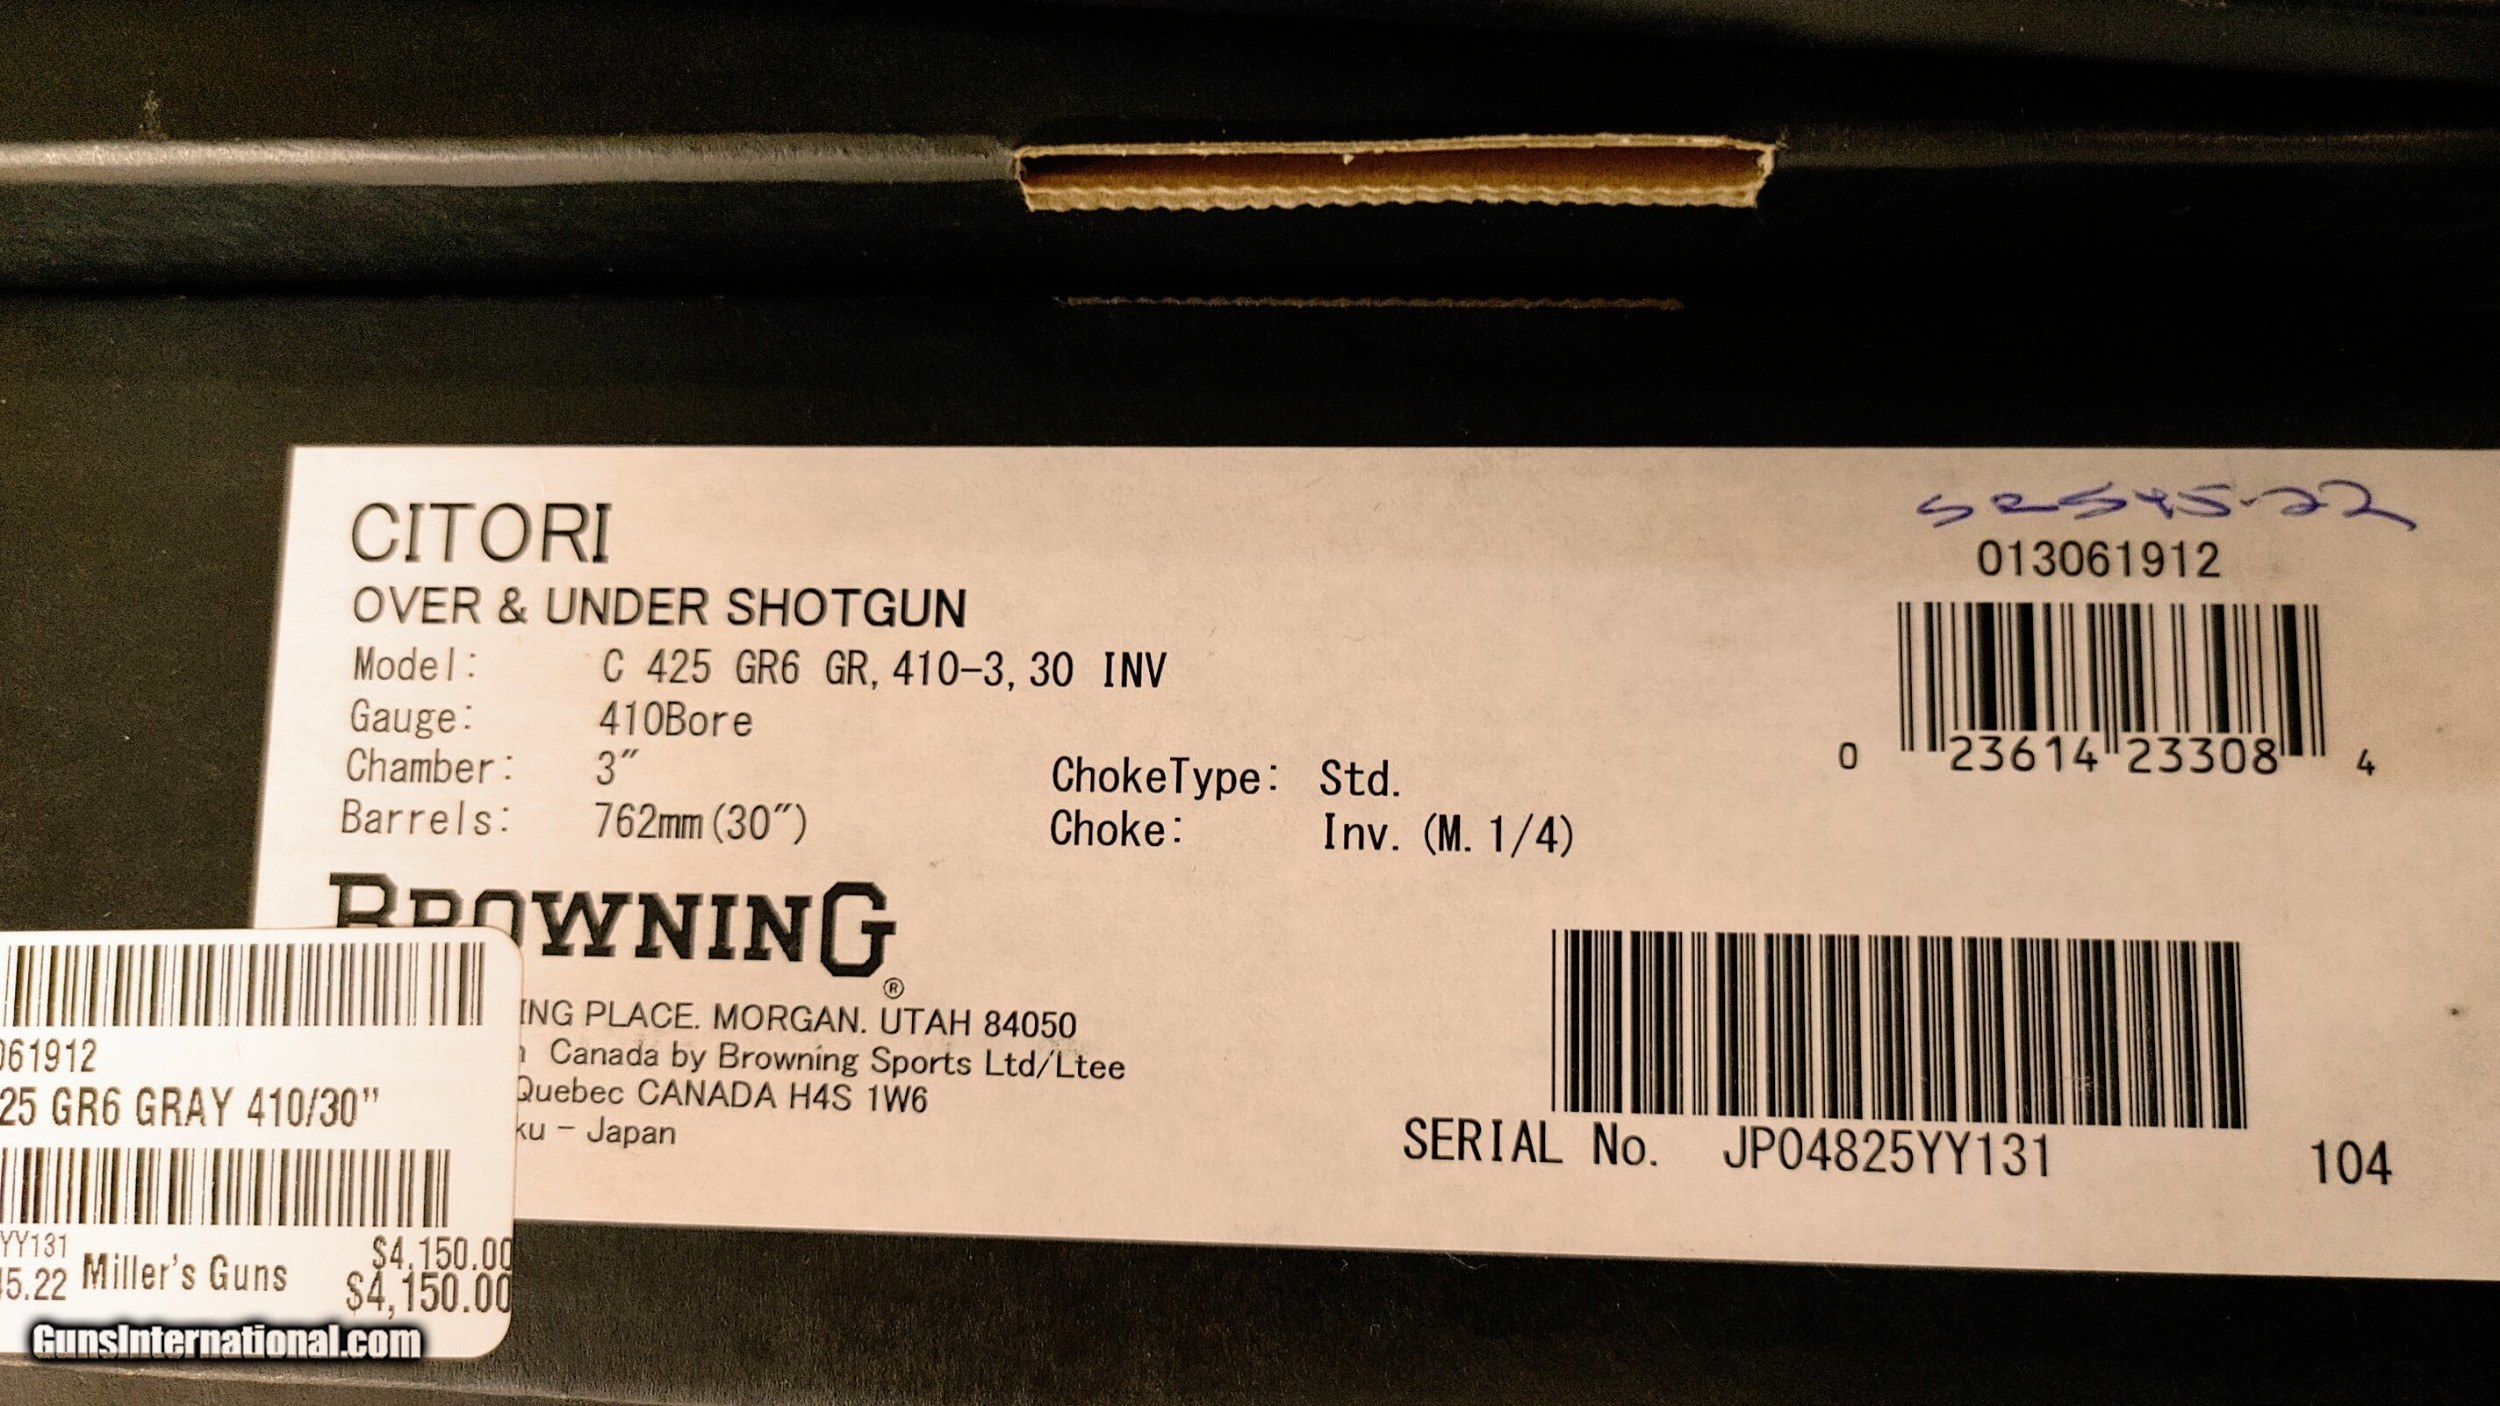 CITORI
OVER & UNDER SHOTGUN
Model: C 425 GR6 GR, 410-3, 30 INV
Gauge: 410Bore
Chamber: 3"
Barrels: 762mm (30")
ChokeType: Std.
Choke: Inv. (M. 1/4)
013061912
0 23614 23308 4
BROWNING®
ING PLACE. MORGAN. UTAH 84050
Canada by Browning Sports Ltd/Ltee
Quebec CANADA H4S 1W6
ku - Japan
SERIAL No. JP04825YY131
104
061912
25 GR6 GRAY 410/30"
YY131
$4,150.00
5.22
Miller's Guns
$4,150.00
GunsInternational.com